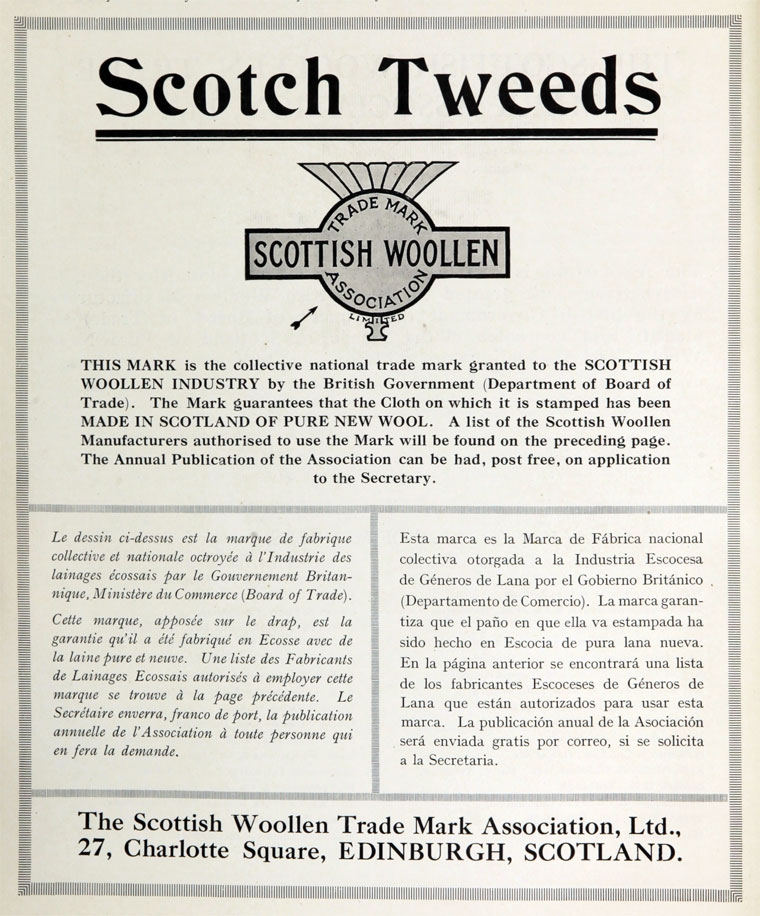 Scotch Tweeds
TRADE MARK
SCOTTISH WOOLLEN
ASSOCIATION
LIMITED
THIS MARK is the collective national trade mark granted to the SCOTTISH
WOOLLEN INDUSTRY by the British Government (Department of Board of
Trade). The Mark guarantees that the Cloth on which it is stamped has been
MADE IN SCOTLAND OF PURE NEW WOOL. A list of the Scottish Woollen
Manufacturers authorised to use the Mark will be found on the preceding page.
The Annual Publication of the Association can be had, post free, on application
to the Secretary.
Le dessin ci-dessus est la marque de fabrique
collective et nationale octroyée à l'Industrie des
lainages écossais par le Gouvernement Britan-
nique, Ministère du Commerce (Board of Trade).
Cette marque, apposée sur le drap, est la
garantie qu'il a été fabriqué en Ecosse avec de
la laine pure et neuve. Une liste des Fabricants
de Lainages Ecossais autorisés à employer cette
marque se trouve à la page précédente. Le
Secrétaire enverra, franco de port, la publication
annuelle de l'Association à toute personne qui
en fera la demande.
Esta marca es la Marca de Fábrica nacional
colectiva otorgada a la Industria Escocesa
de Géneros de Lana por el Gobierno Británico
(Departamento de Comercio). La marca garan-
tiza que el paño en que ella va estampada ha
sido hecho en Escocia de pura lana nueva.
En la página anterior se encontrará una lista
de los fabricantes Escoceses de Géneros de
Lana que están autorizados para usar esta
marca. La publicación anual de la Asociación
será enviada gratis por correo, si se solicita
a la Secretaria.
The Scottish Woollen Trade Mark Association, Ltd.,
27, Charlotte Square, EDINBURGH, SCOTLAND.